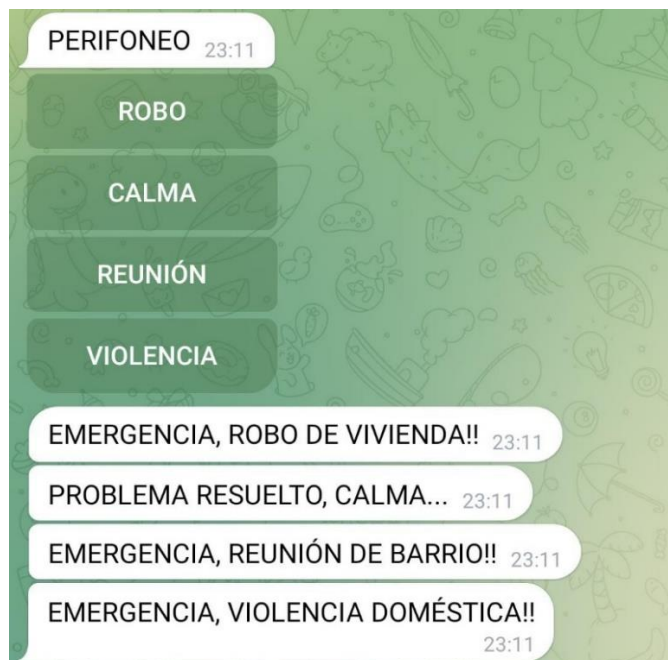 PERIFONEO 23:11
ROBO
CALMA
REUNIÓN
VIOLENCIA
EMERGENCIA, ROBO DE VIVIENDA!! 23:11
PROBLEMA RESUELTO, CALMA... 23:11
EMERGENCIA, REUNIÓN DE BARRIO!! 23:11
EMERGENCIA, VIOLENCIA DOMÉSTICA!!
23:11